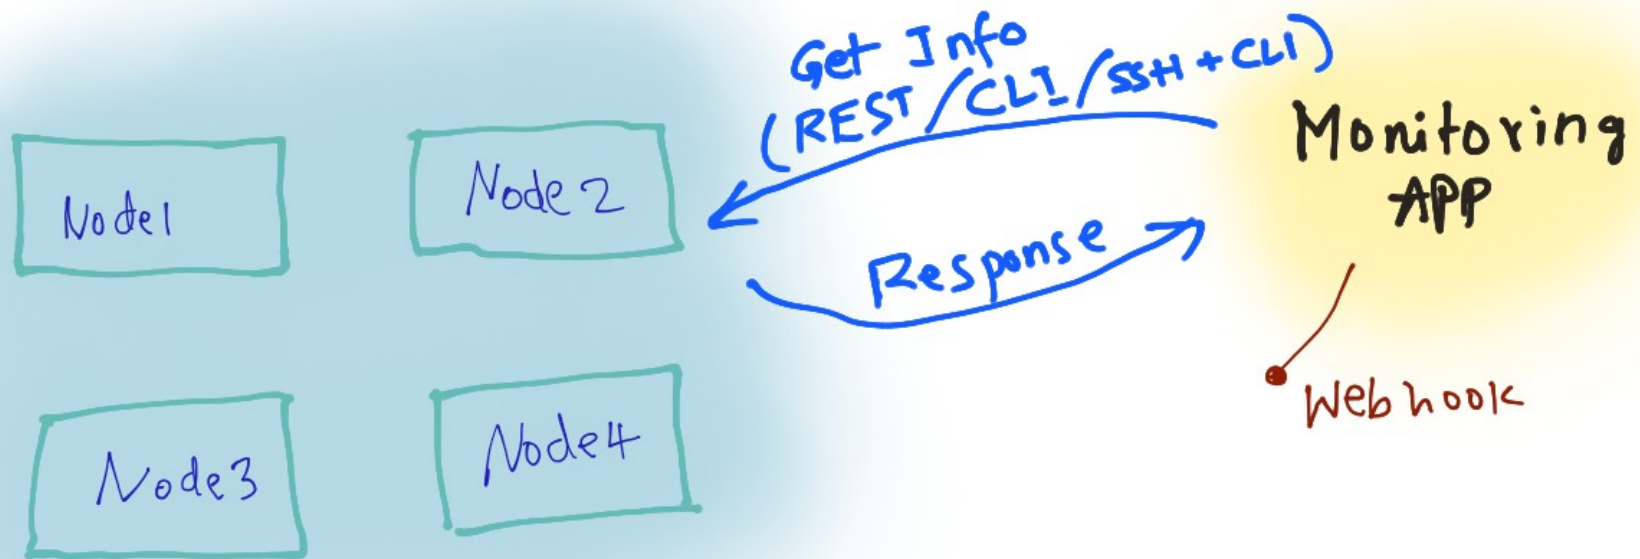 Get Info
(REST/CLI/SSH+CLI)
Monitoring
APP
Node1
Node2
Response
Webhook
Node3
Node4